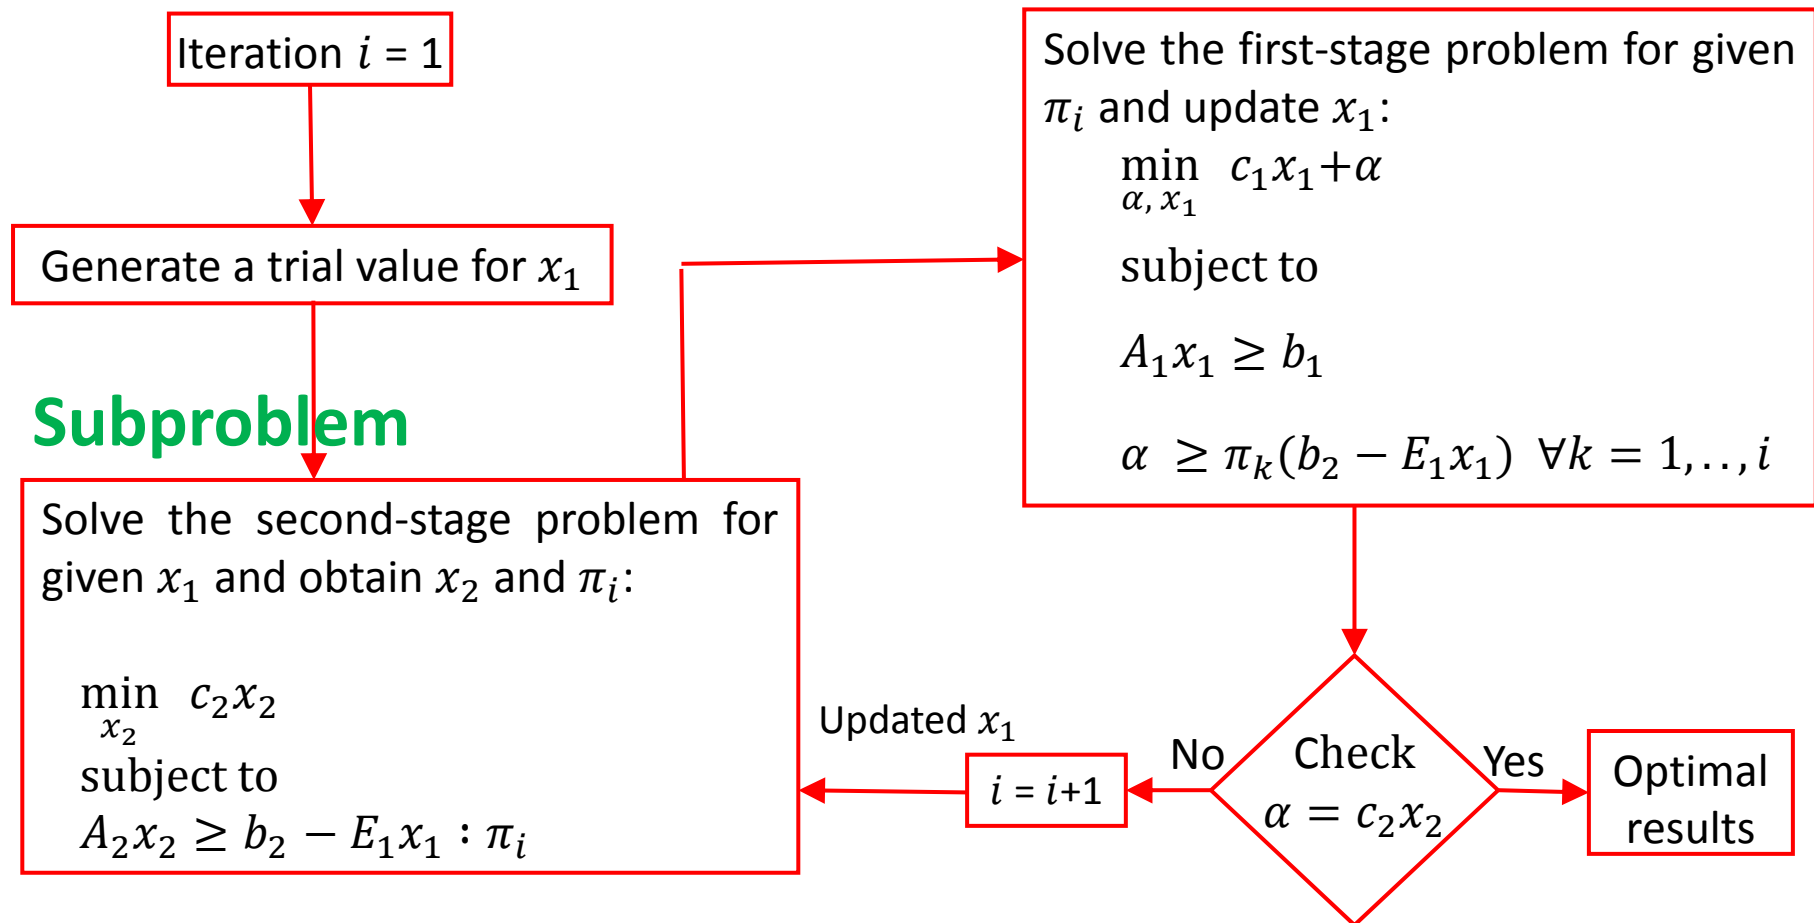 Iteration i = 1
Generate a trial value for x₁
Subproblem
Solve the second-stage problem for
given x₁ and obtain x₂ and πᵢ:
min c₂x₂
x₂
subject to
A₂x₂ ≥ b₂ − E₁x₁ : πᵢ
Solve the first-stage problem for given
πᵢ and update x₁:
min c₁x₁+α
α, x₁
subject to
A₁x₁ ≥ b₁
α ≥ πₖ(b₂ − E₁x₁) ∀k = 1,..,i
Check
α = c₂x₂
No
Yes
i = i+1
Updated x₁
Optimal
results